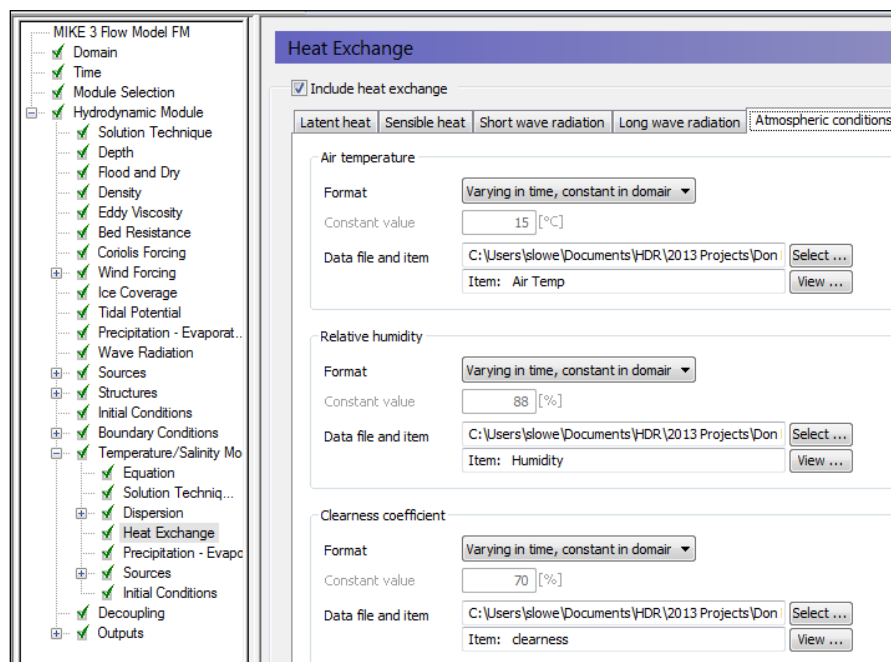 MIKE 3 Flow Model FM
Domain
Time
Module Selection
Hydrodynamic Module
Solution Technique
Depth
Flood and Dry
Density
Eddy Viscosity
Bed Resistance
Coriolis Forcing
Wind Forcing
Ice Coverage
Tidal Potential
Precipitation - Evaporat...
Wave Radiation
Sources
Structures
Initial Conditions
Boundary Conditions
Temperature/Salinity Mo
Equation
Solution Techniq...
Dispersion
Heat Exchange
Precipitation - Evapo
Sources
Initial Conditions
Decoupling
Outputs
Heat Exchange
Include heat exchange
Latent heat Sensible heat Short wave radiation Long wave radiation Atmospheric conditions
Air temperature
Format Varying in time, constant in domair
Constant value 15 [°C]
Data file and item C:\Users\slowe\Documents\HDR\2013 Projects\Don Select ...
Item: Air Temp View ...
Relative humidity
Format Varying in time, constant in domair
Constant value 88 [%]
Data file and item C:\Users\slowe\Documents\HDR\2013 Projects\Don Select ...
Item: Humidity View ...
Clearness coefficient
Format Varying in time, constant in domair
Constant value 70 [%]
Data file and item C:\Users\slowe\Documents\HDR\2013 Projects\Don Select ...
Item: clearness View ...